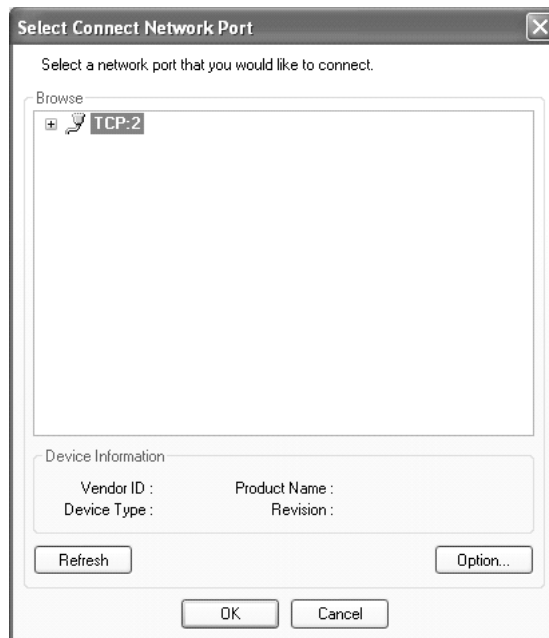 Select Connect Network Port
Select a network port that you would like to connect.
Browse
TCP:2
Device Information
Vendor ID : Product Name :
Device Type : Revision :
Refresh Option...
OK Cancel